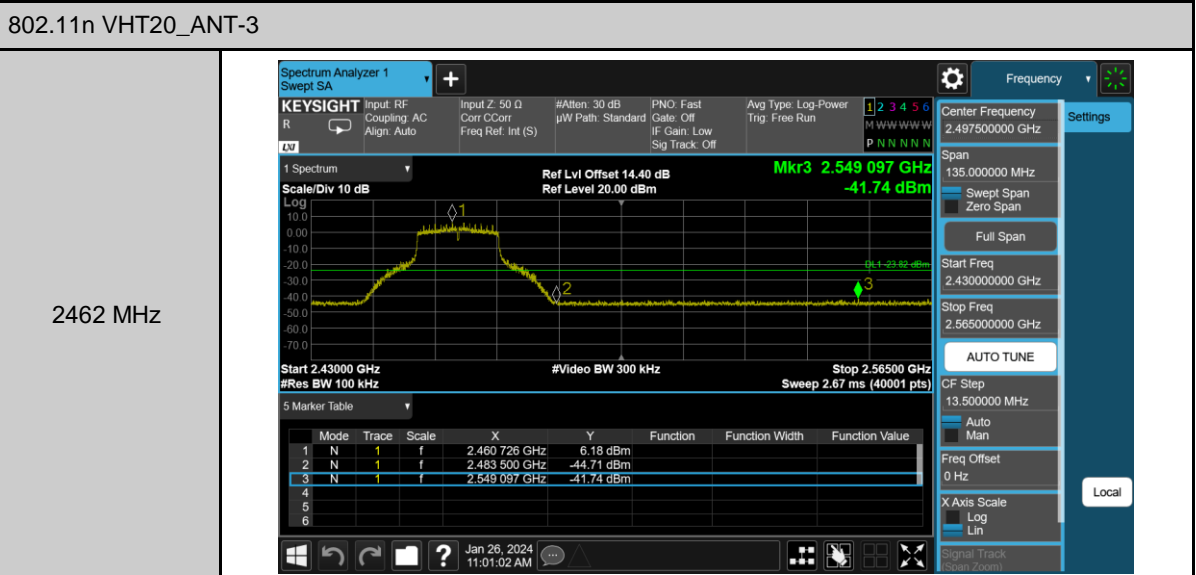 802.11n VHT20_ANT-3
2462 MHz
Spectrum Analyzer 1
Swept SA
+
Frequency
KEYSIGHT
R
LXI
Input: RF
Coupling: AC
Align: Auto
Input Z: 50 Ω
Corr CCorr
Freq Ref: Int (S)
#Atten: 30 dB
µW Path: Standard
PNO: Fast
Gate: Off
IF Gain: Low
Sig Track: Off
Avg Type: Log-Power
Trig: Free Run
1 2 3 4 5 6
M W W W W W
P N N N N N
1 Spectrum
Scale/Div 10 dB
Ref Lvl Offset 14.40 dB
Ref Level 20.00 dBm
Mkr3 2.549 097 GHz
-41.74 dBm
Log
10.0
0.00
-10.0
-20.0
-30.0
-40.0
-50.0
-60.0
-70.0
1
2
3
DL1 -23.82 dBm
Start 2.43000 GHz
#Res BW 100 kHz
#Video BW 300 kHz
Stop 2.56500 GHz
Sweep 2.67 ms (40001 pts)
5 Marker Table
Mode Trace Scale X Y Function Function Width Function Value
1 N 1 f 2.460 726 GHz 6.18 dBm
2 N 1 f 2.483 500 GHz -44.71 dBm
3 N 1 f 2.549 097 GHz -41.74 dBm
4
5
6
?
Jan 26, 2024
11:01:02 AM
Center Frequency
2.497500000 GHz
Span
135.000000 MHz
Swept Span
Zero Span
Full Span
Start Freq
2.430000000 GHz
Stop Freq
2.565000000 GHz
AUTO TUNE
CF Step
13.500000 MHz
Auto
Man
Freq Offset
0 Hz
X Axis Scale
Log
Lin
Signal Track
(Span Zoom)
Settings
Local